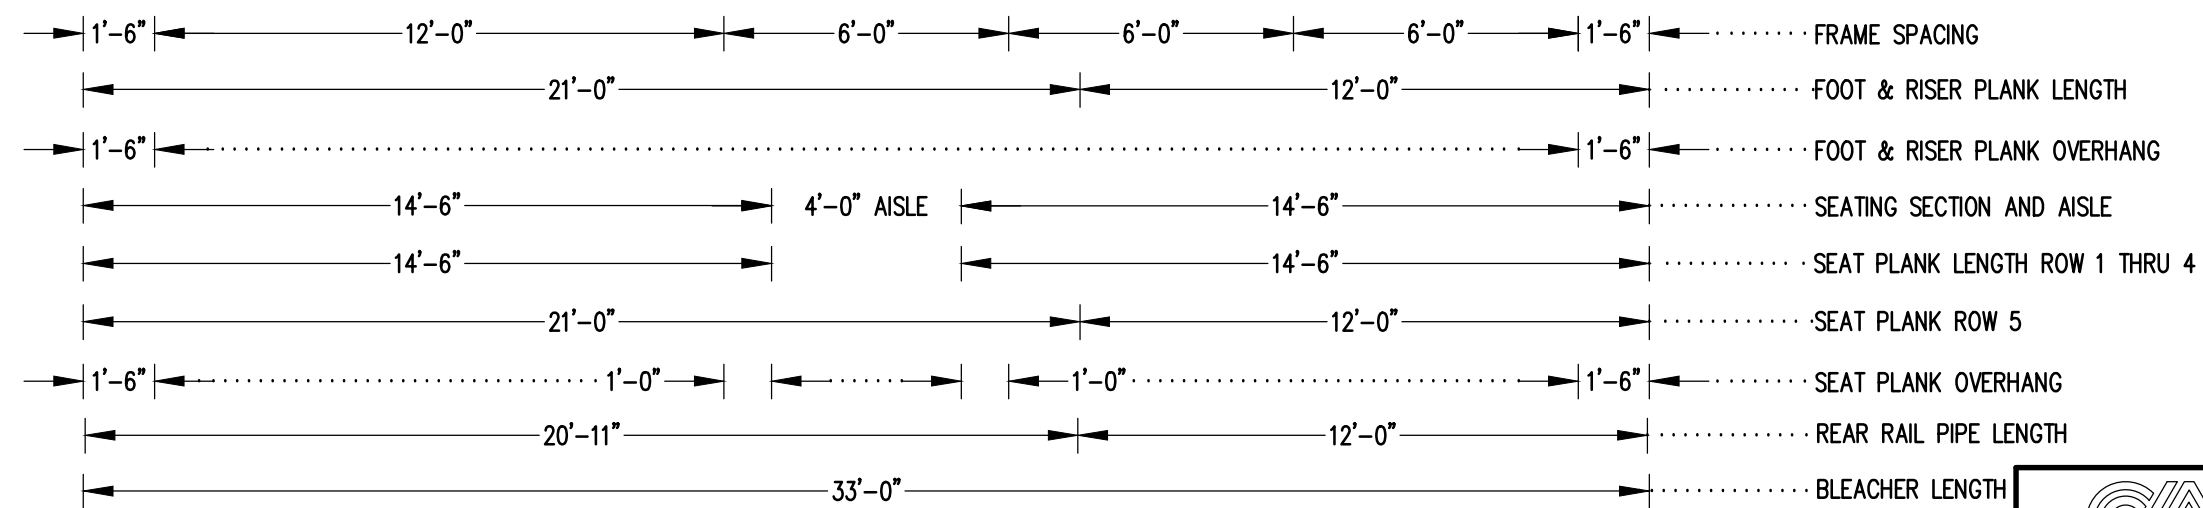 1'-6" 12'-0" 6'-0" 6'-0" 6'-0" 1'-6" FRAME SPACING
21'-0" 12'-0" FOOT & RISER PLANK LENGTH
1'-6" 1'-6" FOOT & RISER PLANK OVERHANG
14'-6" 4'-0" AISLE 14'-6" SEATING SECTION AND AISLE
14'-6" 14'-6" SEAT PLANK LENGTH ROW 1 THRU 4
21'-0" 12'-0" SEAT PLANK ROW 5
1'-6" 1'-0" 1'-0" 1'-6" SEAT PLANK OVERHANG
20'-11" 12'-0" REAR RAIL PIPE LENGTH
33'-0" BLEACHER LENGTH